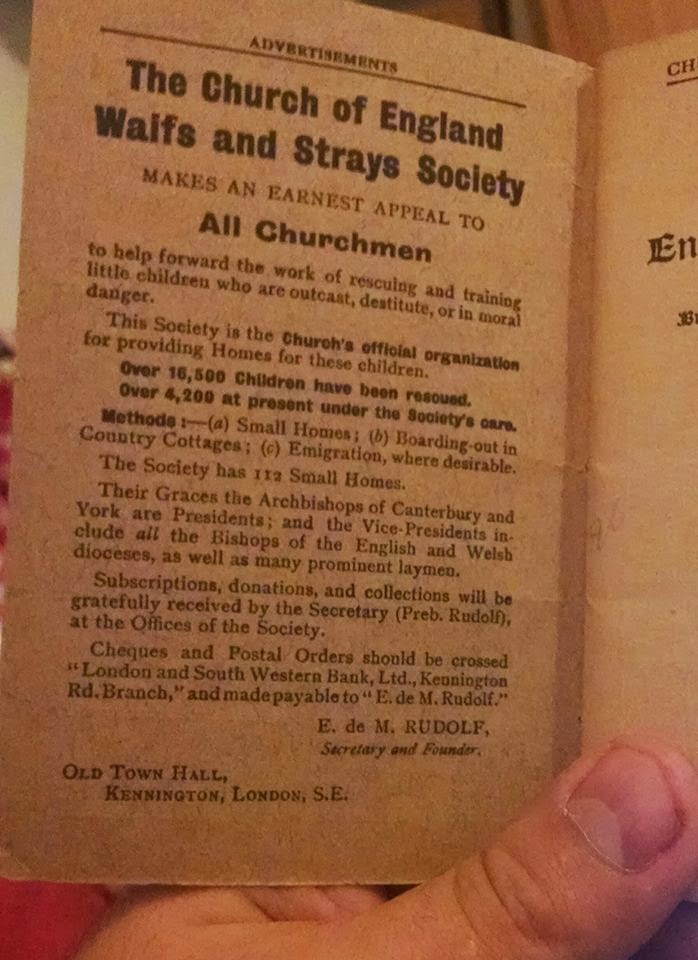 ADVERTISEMENTS
The Church of England
Waifs and Strays Society
MAKES AN EARNEST APPEAL TO
All Churchmen
to help forward the work of rescuing and training
little children who are outcast, destitute, or in moral
danger.
This Society is the Church's official organization
for providing Homes for these children.
Over 16,500 Children have been rescued.
Over 4,200 at present under the Society's care.
Methods:—(a) Small Homes; (b) Boarding-out in
Country Cottages; (c) Emigration, where desirable.
The Society has 112 Small Homes.
Their Graces the Archbishops of Canterbury and
York are Presidents; and the Vice-Presidents in-
clude all the Bishops of the English and Welsh
dioceses, as well as many prominent laymen.
Subscriptions, donations, and collections will be
gratefully received by the Secretary (Preb. Rudolf),
at the Offices of the Society.
Cheques and Postal Orders should be crossed
"London and South Western Bank, Ltd., Kennington
Rd. Branch," and made payable to "E. de M. Rudolf."
E. de M. RUDOLF,
Secretary and Founder.
OLD TOWN HALL,
KENNINGTON, LONDON, S.E.
CH
En